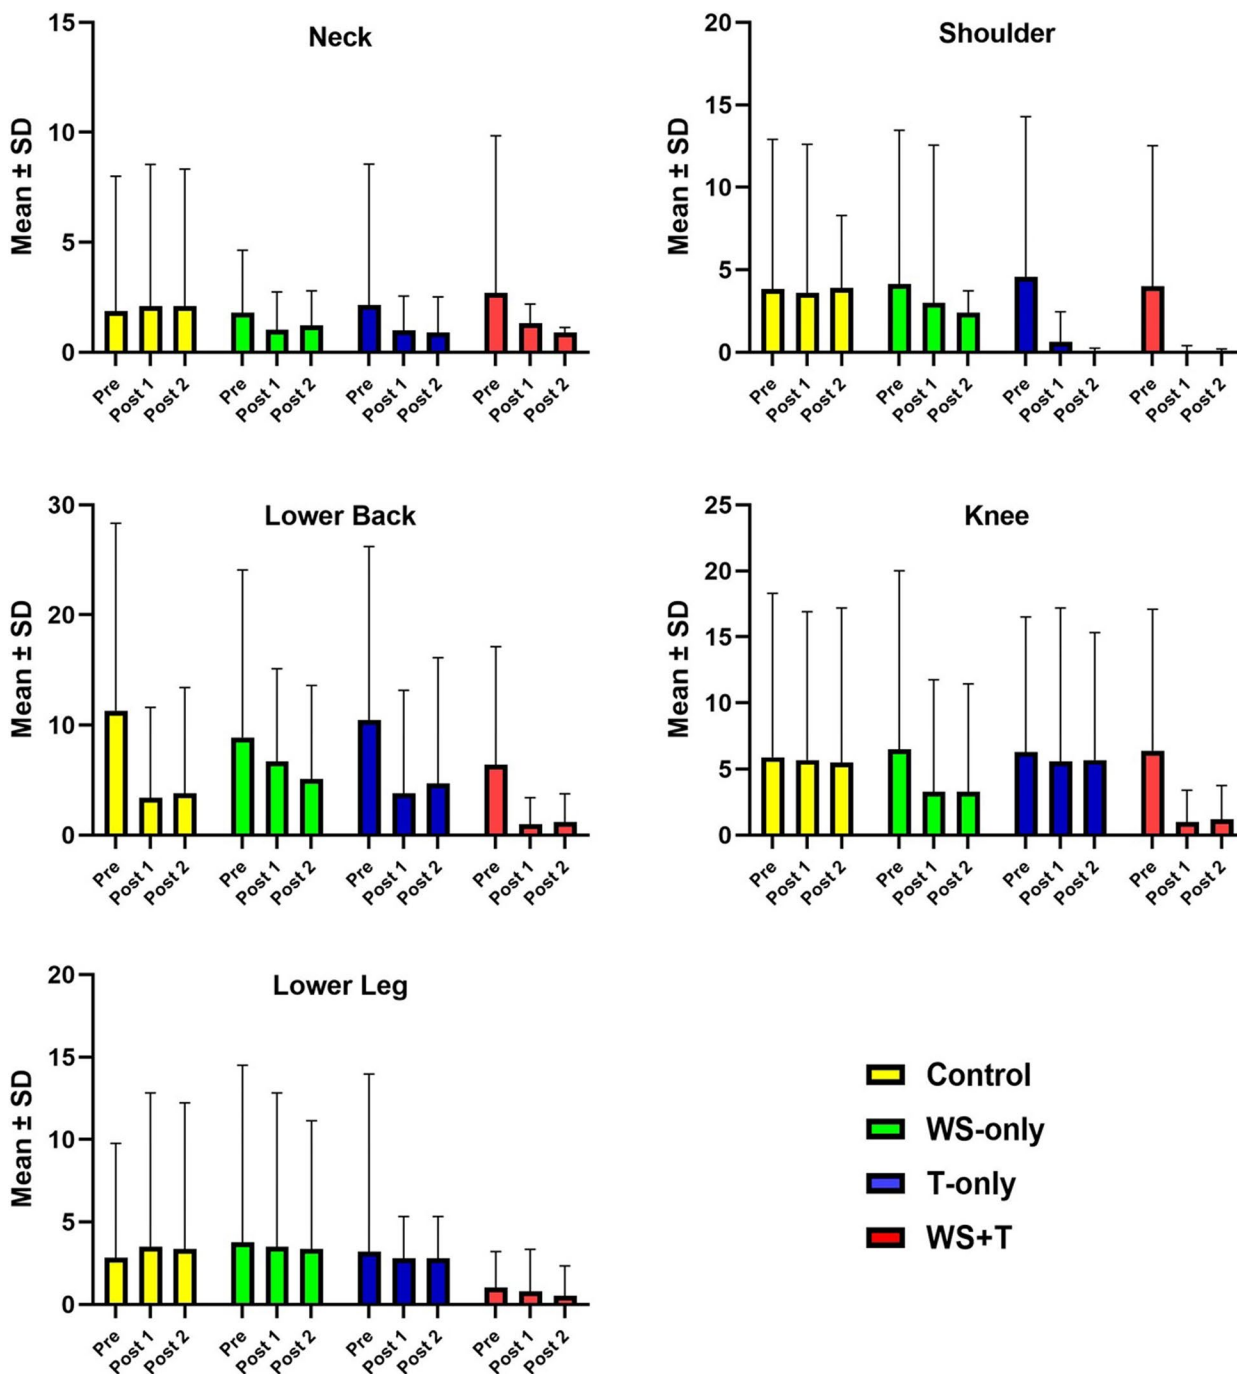 Neck
Mean ± SD
15
10
5
0
Pre Post 1 Post 2 Pre Post 1 Post 2 Pre Post 1 Post 2 Pre Post 1 Post 2
Shoulder
Mean ± SD
20
15
10
5
0
Pre Post 1 Post 2 Pre Post 1 Post 2 Pre Post 1 Post 2 Pre Post 1 Post 2
Lower Back
Mean ± SD
30
20
10
0
Pre Post 1 Post 2 Pre Post 1 Post 2 Pre Post 1 Post 2 Pre Post 1 Post 2
Knee
Mean ± SD
25
20
15
10
5
0
Pre Post 1 Post 2 Pre Post 1 Post 2 Pre Post 1 Post 2 Pre Post 1 Post 2
Lower Leg
Mean ± SD
20
15
10
5
0
Pre Post 1 Post 2 Pre Post 1 Post 2 Pre Post 1 Post 2 Pre Post 1 Post 2
Control
WS-only
T-only
WS+T